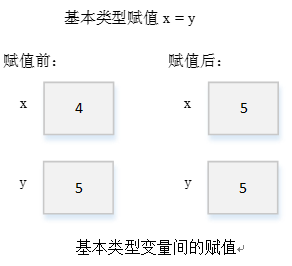 基本类型赋值 x = y
赋值前： 赋值后：
x 4 x 5
y 5 y 5
基本类型变量间的赋值